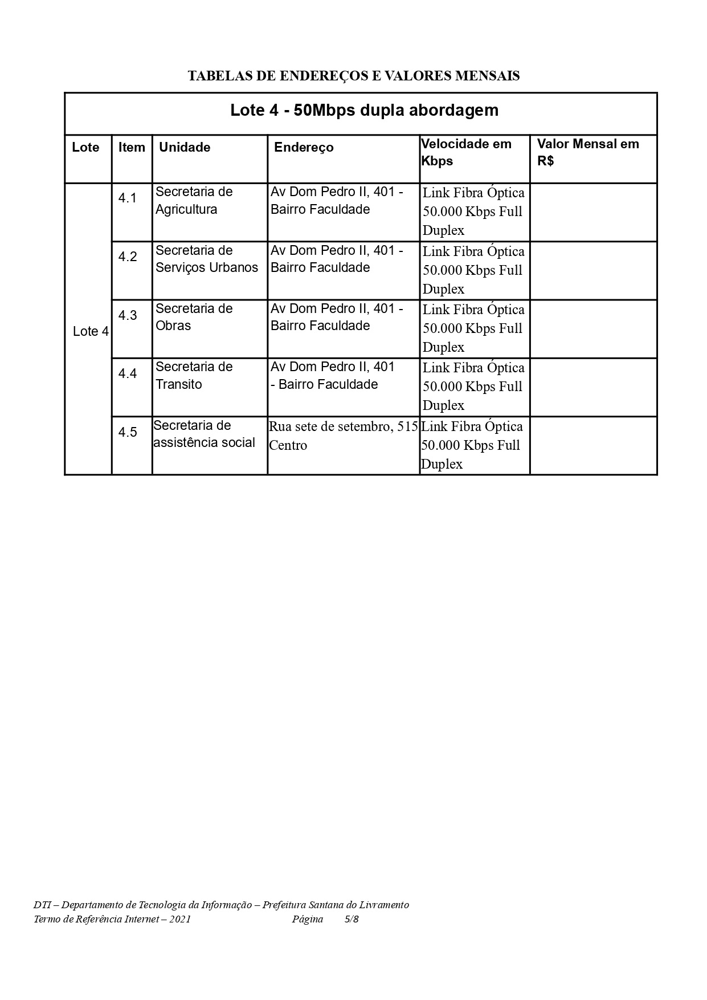 TABELAS DE ENDEREÇOS E VALORES MENSAIS
Lote 4 - 50Mbps dupla abordagem
Lote Item Unidade Endereço Velocidade em Kbps Valor Mensal em R$
Lote 4
4.1 Secretaria de Agricultura Av Dom Pedro II, 401 - Bairro Faculdade Link Fibra Óptica 50.000 Kbps Full Duplex
4.2 Secretaria de Serviços Urbanos Av Dom Pedro II, 401 - Bairro Faculdade Link Fibra Óptica 50.000 Kbps Full Duplex
4.3 Secretaria de Obras Av Dom Pedro II, 401 - Bairro Faculdade Link Fibra Óptica 50.000 Kbps Full Duplex
4.4 Secretaria de Transito Av Dom Pedro II, 401 - Bairro Faculdade Link Fibra Óptica 50.000 Kbps Full Duplex
4.5 Secretaria de assistência social Rua sete de setembro, 515 Centro Link Fibra Óptica 50.000 Kbps Full Duplex
DTI – Departamento de Tecnologia da Informação – Prefeitura Santana do Livramento
Termo de Referência Internet – 2021 Página 5/8